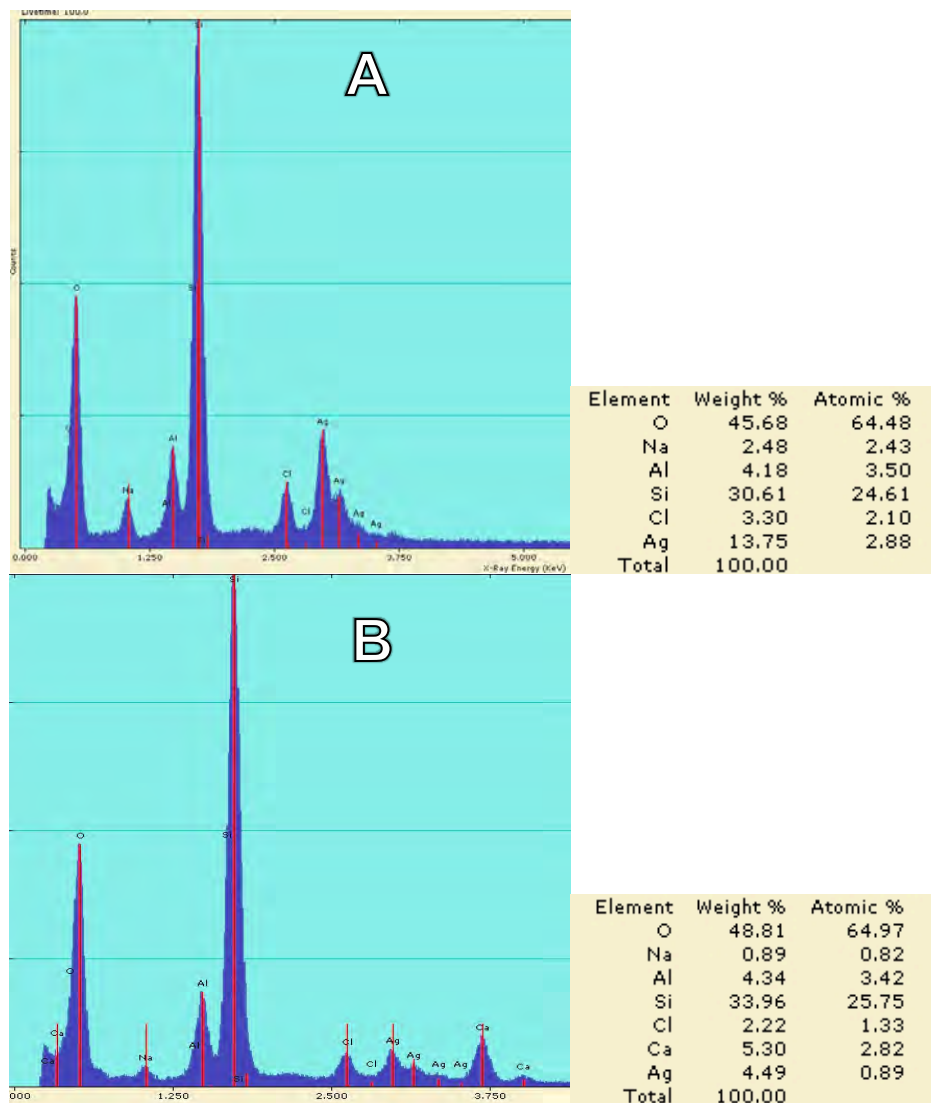 Livetime: 100.0
Si
A
Counts
O
Si
Ag
O
Al
Cl
Ag
Na
Al
Cl
Ag
Ag
Si
0.000 1.250 2.500 3.750 5.000
X-Ray Energy (KeV)
Element Weight % Atomic %
O 45.68 64.48
Na 2.48 2.43
Al 4.18 3.50
Si 30.61 24.61
Cl 3.30 2.10
Ag 13.75 2.88
Total 100.00
Si
B
O
Si
O
Al
Ca
Ca
Al
Cl
Ag
Ca
Na
Cl
Ag
Ag
Ag
Ca
Si
000 1.250 2.500 3.750
Element Weight % Atomic %
O 48.81 64.97
Na 0.89 0.82
Al 4.34 3.42
Si 33.96 25.75
Cl 2.22 1.33
Ca 5.30 2.82
Ag 4.49 0.89
Total 100.00